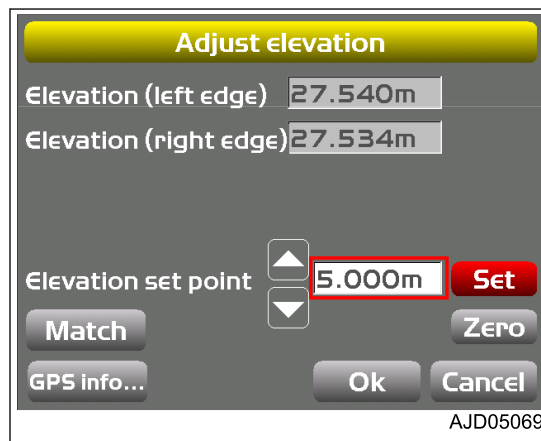 Adjust elevation
Elevation (left edge) 27.540m
Elevation (right edge) 27.534m
Elevation set point 5.000m Set
Match Zero
GPS info... Ok Cancel
AJD05069